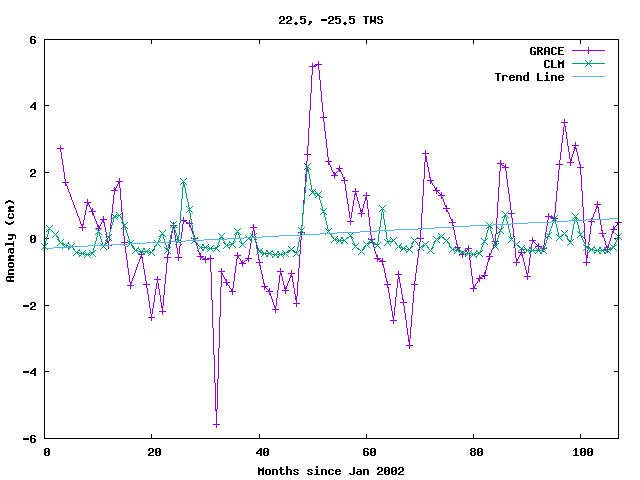 22.5, -25.5 TWS
GRACE
CLM
Trend Line
6
4
2
0
-2
-4
-6
Anomaly (cm)
0 20 40 60 80 100
Months since Jan 2002